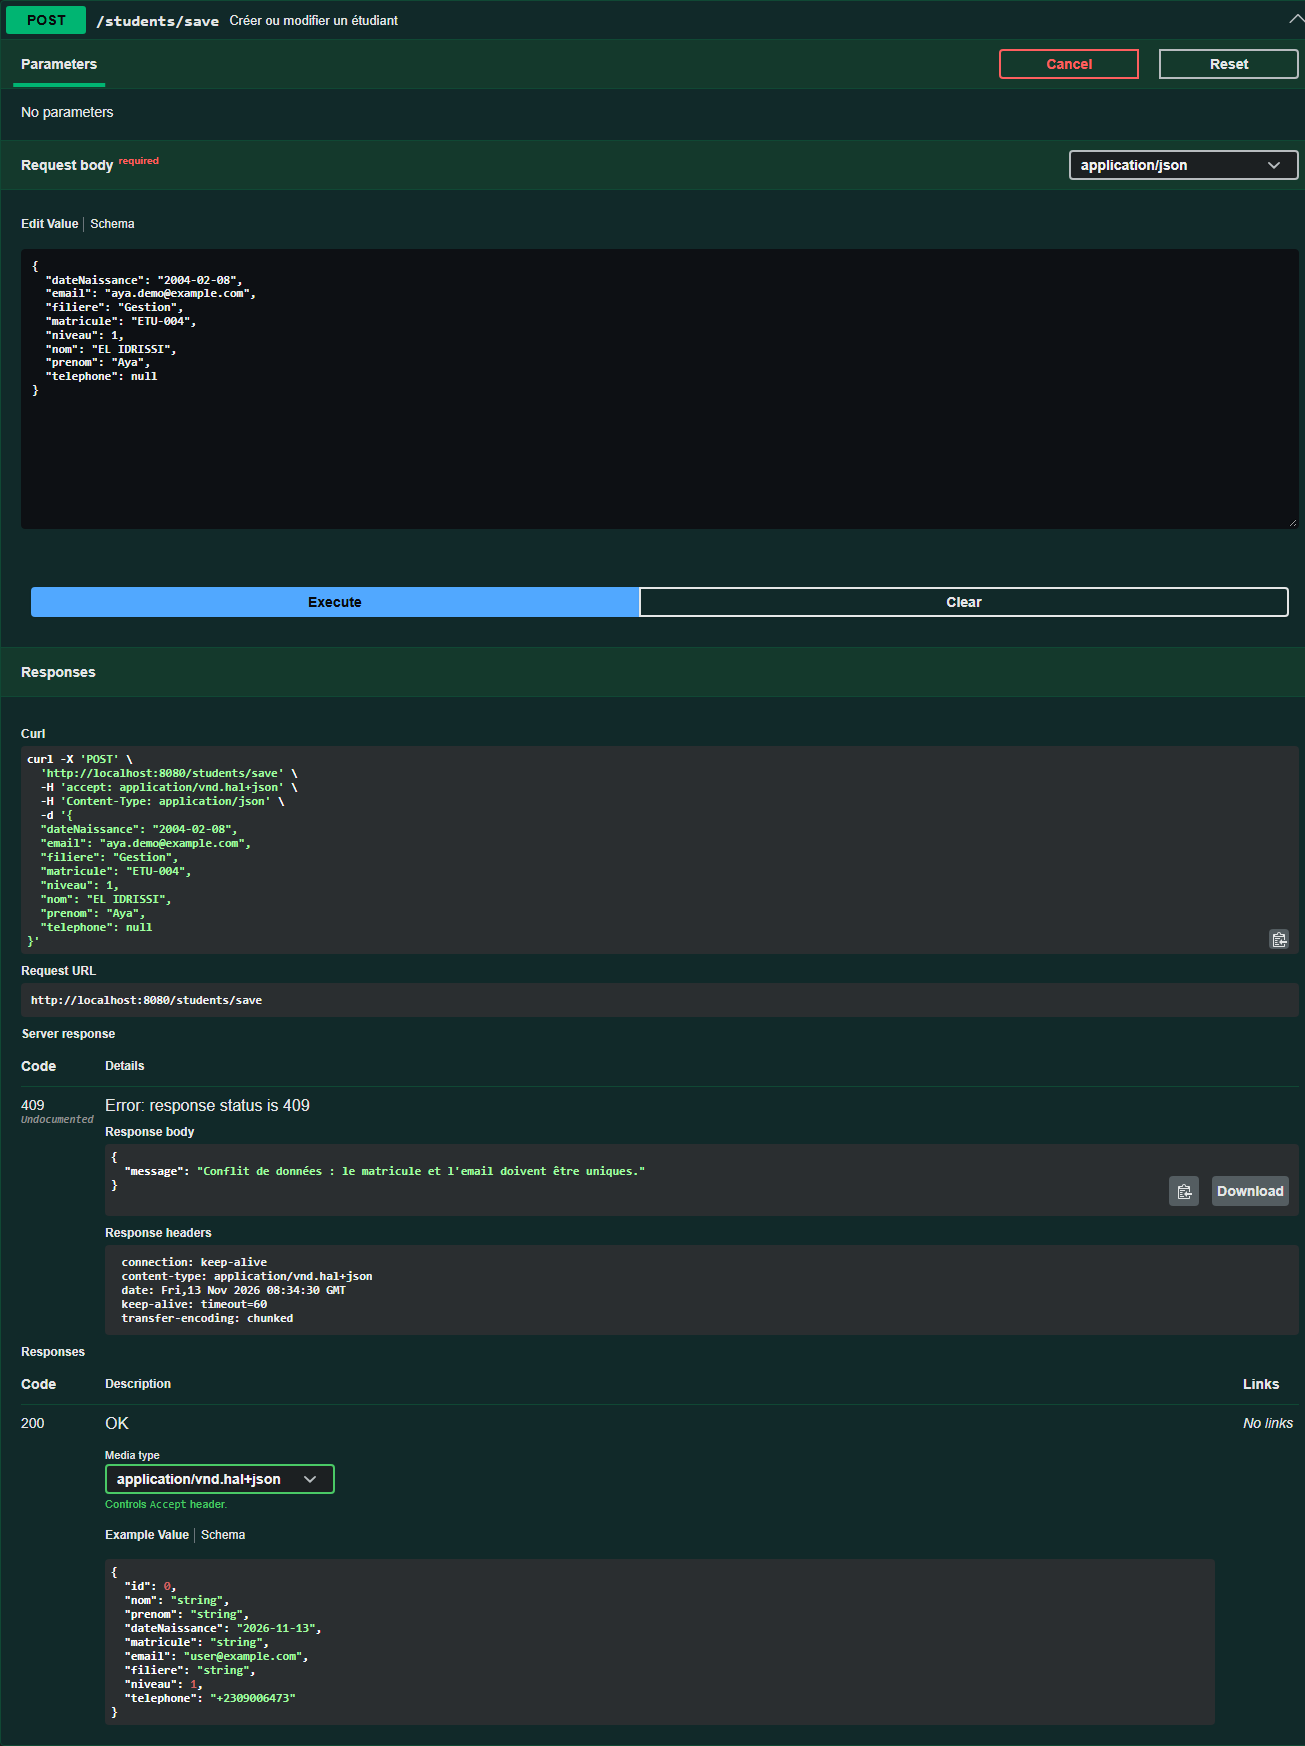 POST /students/save Créer ou modifier un étudiant
Parameters Cancel Reset
No parameters
Request body required application/json
Edit Value | Schema
{
  "dateNaissance": "2004-02-08",
  "email": "aya.demo@example.com",
  "filiere": "Gestion",
  "matricule": "ETU-004",
  "niveau": 1,
  "nom": "EL IDRISSI",
  "prenom": "Aya",
  "telephone": null
}
Execute Clear
Responses
Curl
curl -X 'POST' \
  'http://localhost:8080/students/save' \
  -H 'accept: application/vnd.hal+json' \
  -H 'Content-Type: application/json' \
  -d '{
  "dateNaissance": "2004-02-08",
  "email": "aya.demo@example.com",
  "filiere": "Gestion",
  "matricule": "ETU-004",
  "niveau": 1,
  "nom": "EL IDRISSI",
  "prenom": "Aya",
  "telephone": null
}'
Request URL
http://localhost:8080/students/save
Server response
Code Details
409 Error: response status is 409
Undocumented
Response body
{
  "message": "Conflit de données : le matricule et l'email doivent être uniques."
}
Download
Response headers
connection: keep-alive
content-type: application/vnd.hal+json
date: Fri,13 Nov 2026 08:34:30 GMT
keep-alive: timeout=60
transfer-encoding: chunked
Responses
Code Description Links
200 OK No links
Media type
application/vnd.hal+json
Controls Accept header.
Example Value | Schema
{
  "id": 0,
  "nom": "string",
  "prenom": "string",
  "dateNaissance": "2026-11-13",
  "matricule": "string",
  "email": "user@example.com",
  "filiere": "string",
  "niveau": 1,
  "telephone": "+2309006473"
}